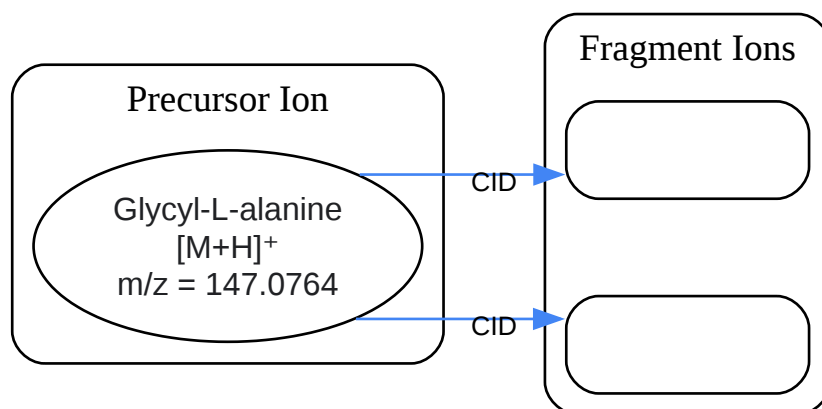 Fragment Ions
Precursor Ion
CID
Glycyl-L-alanine
[M+H]⁺
m/z = 147.0764
CID